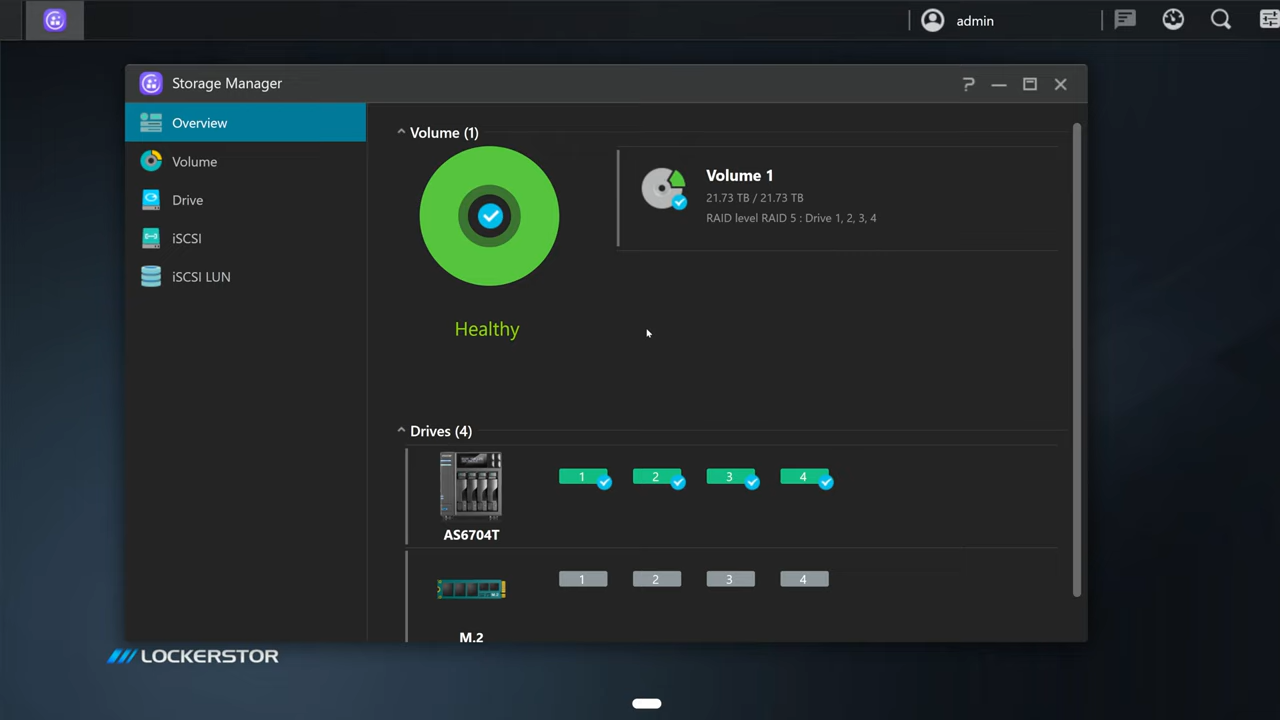 admin
Storage Manager
Overview
Volume
Drive
iSCSI
iSCSI LUN
Volume (1)
Healthy
Volume 1
21.73 TB / 21.73 TB
RAID level RAID 5 : Drive 1, 2, 3, 4
Drives (4)
1 2 3 4
AS6704T
1 2 3 4
M.2
LOCKERSTOR